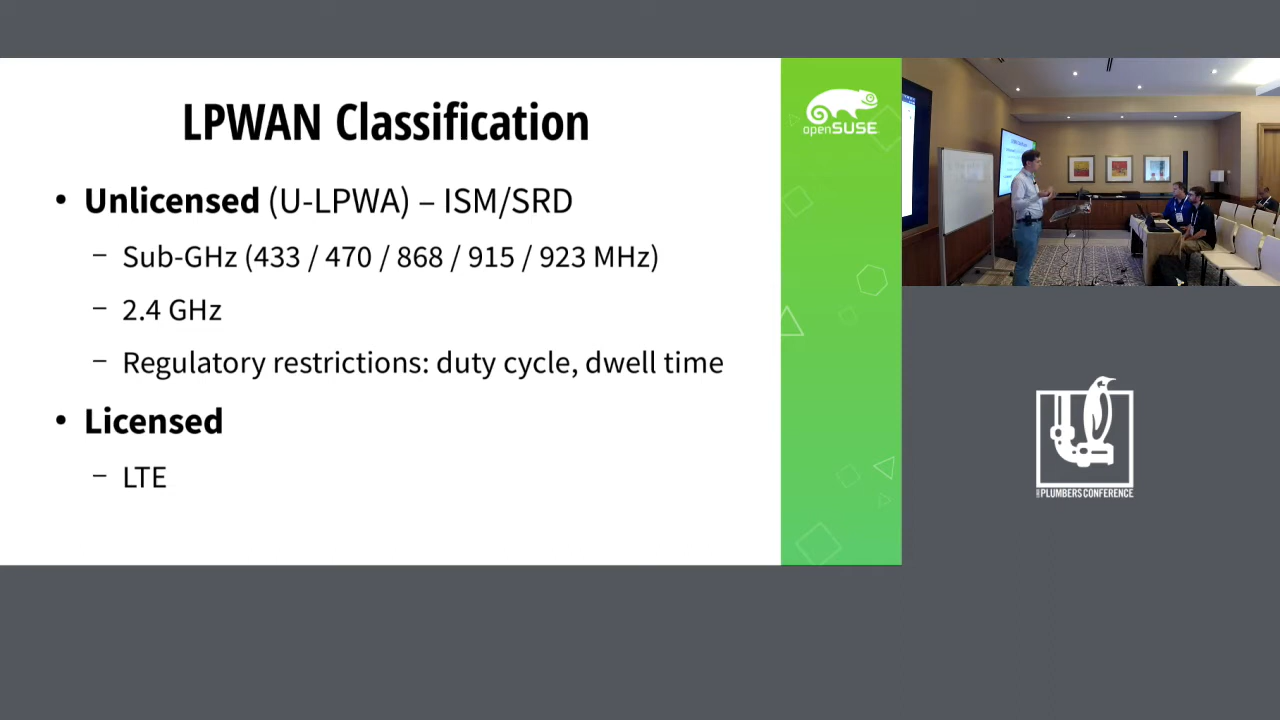 LPWAN Classification
openSUSE
• Unlicensed (U-LPWA) – ISM/SRD
– Sub-GHz (433 / 470 / 868 / 915 / 923 MHz)
– 2.4 GHz
– Regulatory restrictions: duty cycle, dwell time
• Licensed
– LTE
PLUMBERS CONFERENCE